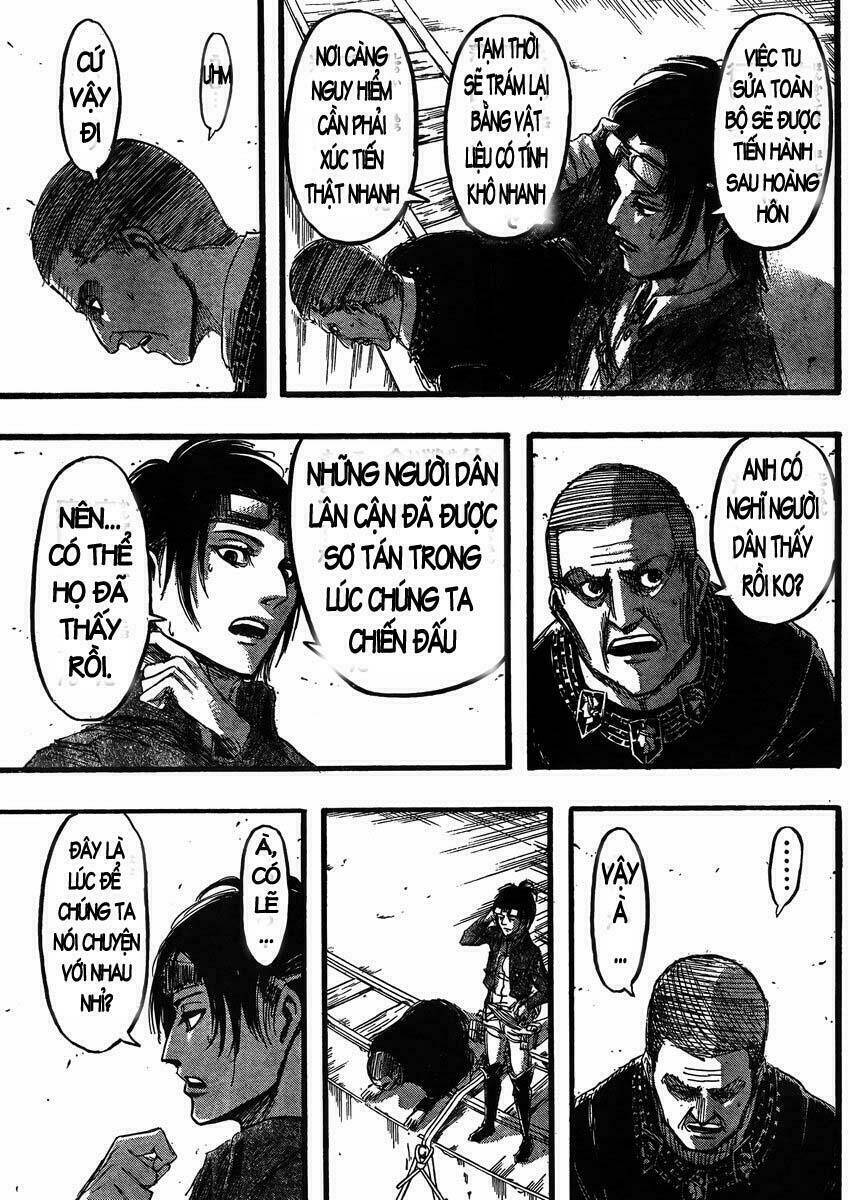 VIỆC TU
SỬA TOÀN
BỘ SẼ ĐƯỢC
TIẾN HÀNH
SAU HOÀNG
HÔN
TẠM THỜI
SẼ TRÁM LẠI
BẰNG VẬT
LIỆU CÓ TÍNH
KHÔ NHANH
NƠI CÀNG
NGUY HIỂM
CẦN PHẢI
XÚC TIẾN
THẬT NHANH
UHM
...
CỨ
VẬY ĐI
ANH CÓ
NGHĨ NGƯỜI
DÂN THẤY
RỒI KO?
NHỮNG NGƯỜI DÂN
LÂN CẬN ĐÃ ĐƯỢC
SƠ TÁN TRONG
LÚC CHÚNG TA
CHIẾN ĐẤU
NÊN...
CÓ THỂ
HỌ ĐÃ
THẤY
RỒI.
......
VẬY
À
...
À,
CÓ
LẼ
...
ĐÂY LÀ
LÚC ĐỂ
CHÚNG TA
NÓI CHUYỆN
VỚI NHAU
NHỈ?